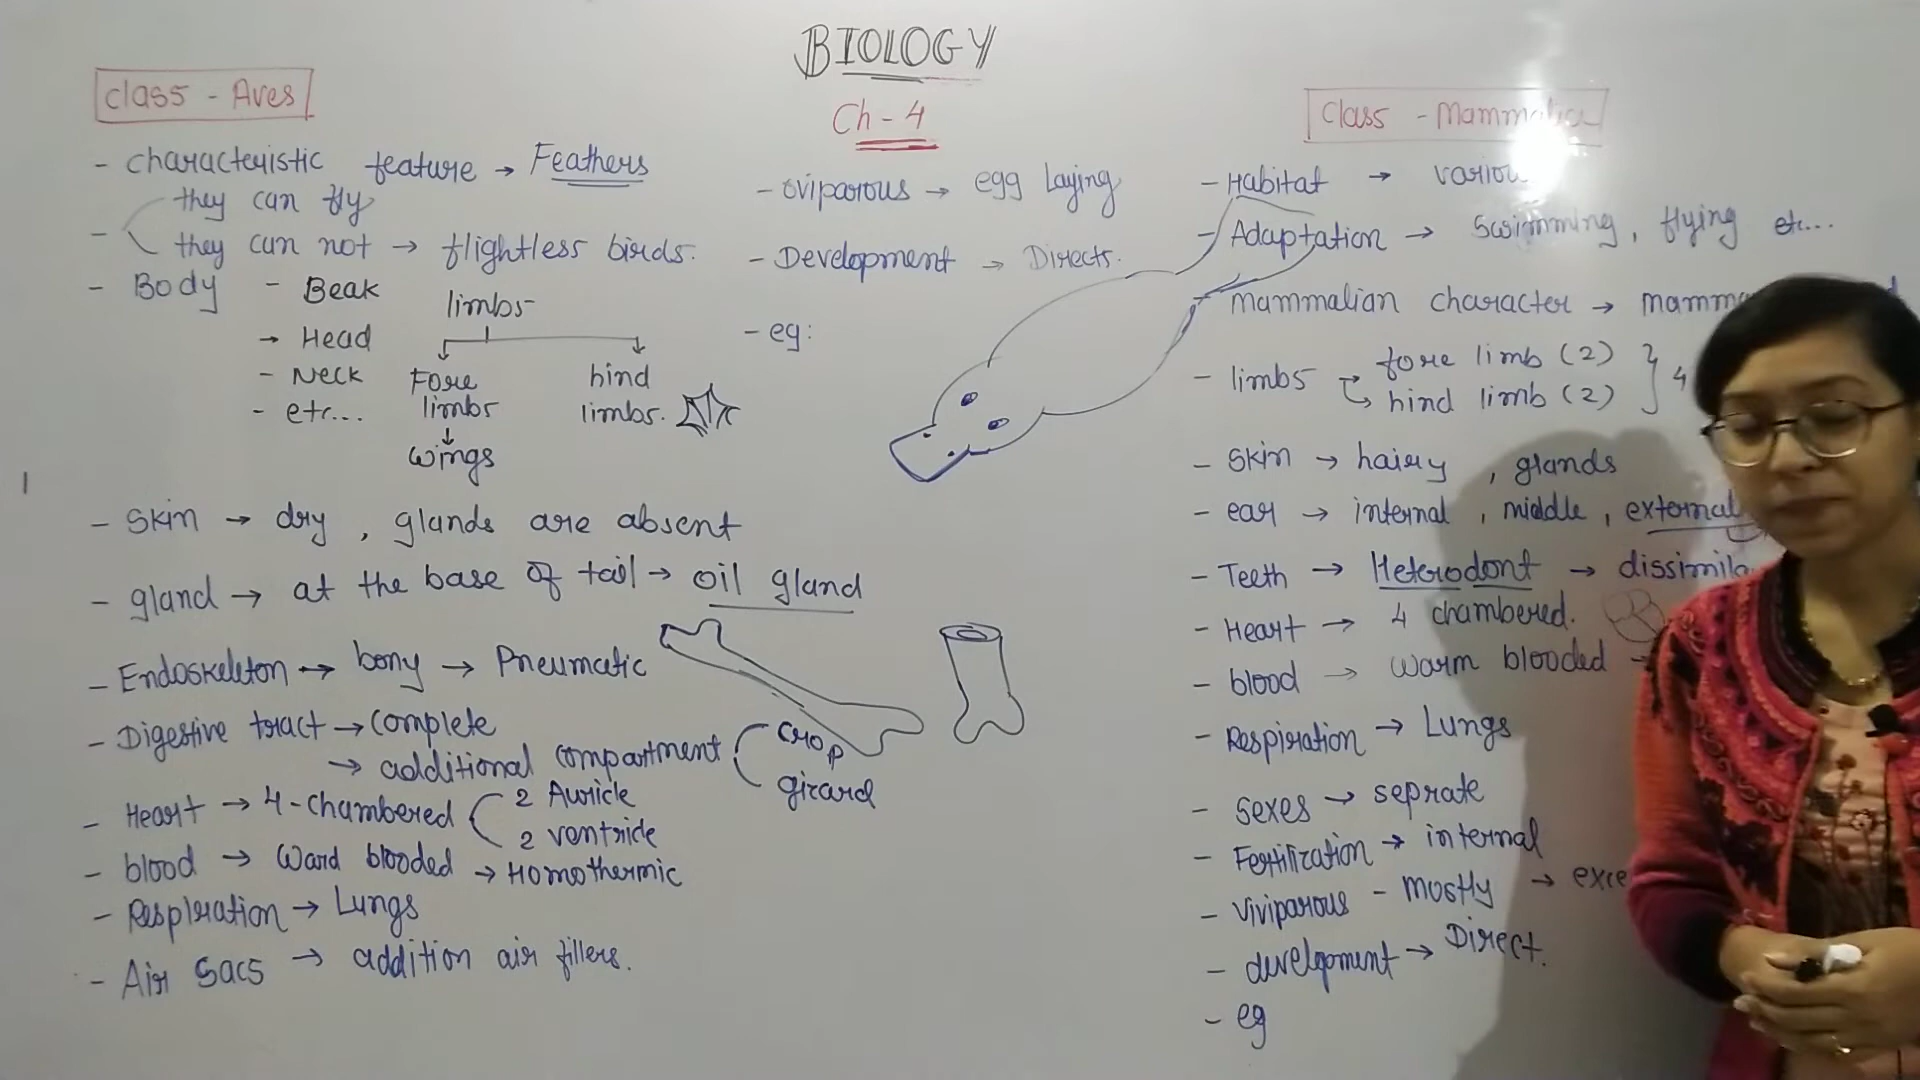 BIOLOGY
Ch - 4
Class - Aves
- characteristic feature → Feathers
- they can fly
they can not → flightless birds.
- Body - Beak
→ Head
- Neck
- etc...
limbs
Fore limbs
↓
wings
hind limbs.
- Skin → dry, glands are absent
- gland → at the base of tail → oil gland
- Endoskeleton → bony → Pneumatic
- Digestive tract → complete
→ additional compartment
crop
gizard
- Heart → 4-chambered
2 Auricle
2 ventricle
- blood → Ward blooded → Homothermic
- Respiration → Lungs
- Air Sacs → addition air fillers.
- oviparous → egg laying
- Development → Directs.
- eg:
Class - Mammalia
- Habitat →
- Adaptation → Swimming, flying etc...
- mammalian character →
- limbs → fore limb (2)
→ hind limb (2) } 4
- Skin → hairy, glands
- ear → internal, middle, external
- Teeth → Heterodont →
- Heart → 4 chambered.
- blood → warm blooded
- Respiration → Lungs
- Sexes → seprate
- Fertilization → internal
- Viviparous - Mostly →
- development → Direct.
- eg